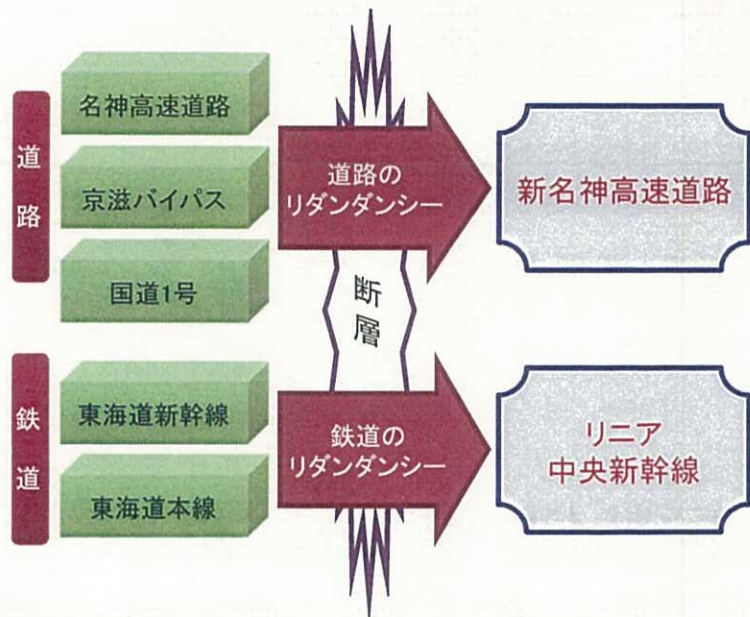 道路
名神高速道路
京滋バイパス
国道1号
道路の
リダンダンシー
新名神高速道路
断層
鉄道
東海道新幹線
東海道本線
鉄道の
リダンダンシー
リニア
中央新幹線